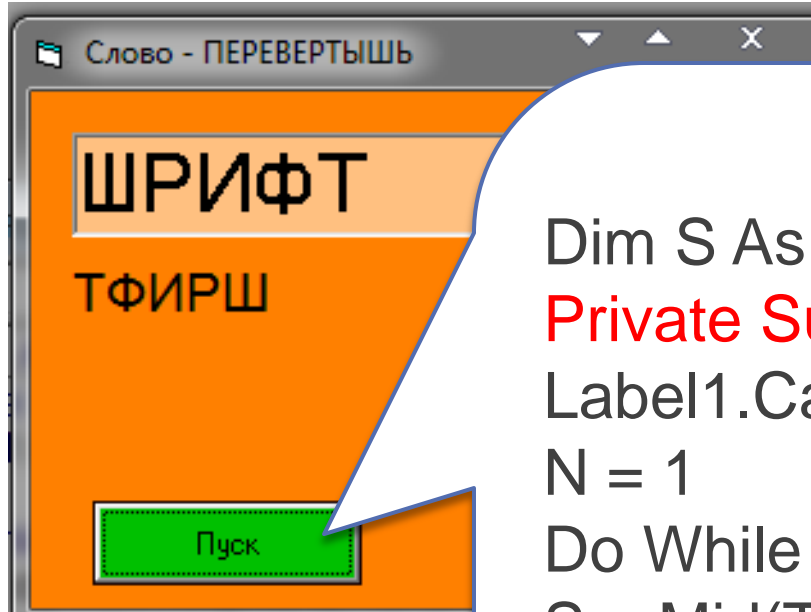 Слово - ПЕРЕВЕРТЫШЬ
ШРИФТ
ТФИРШ
Пуск
Dim S As
Private Su
Label1.Ca
N = 1
Do While